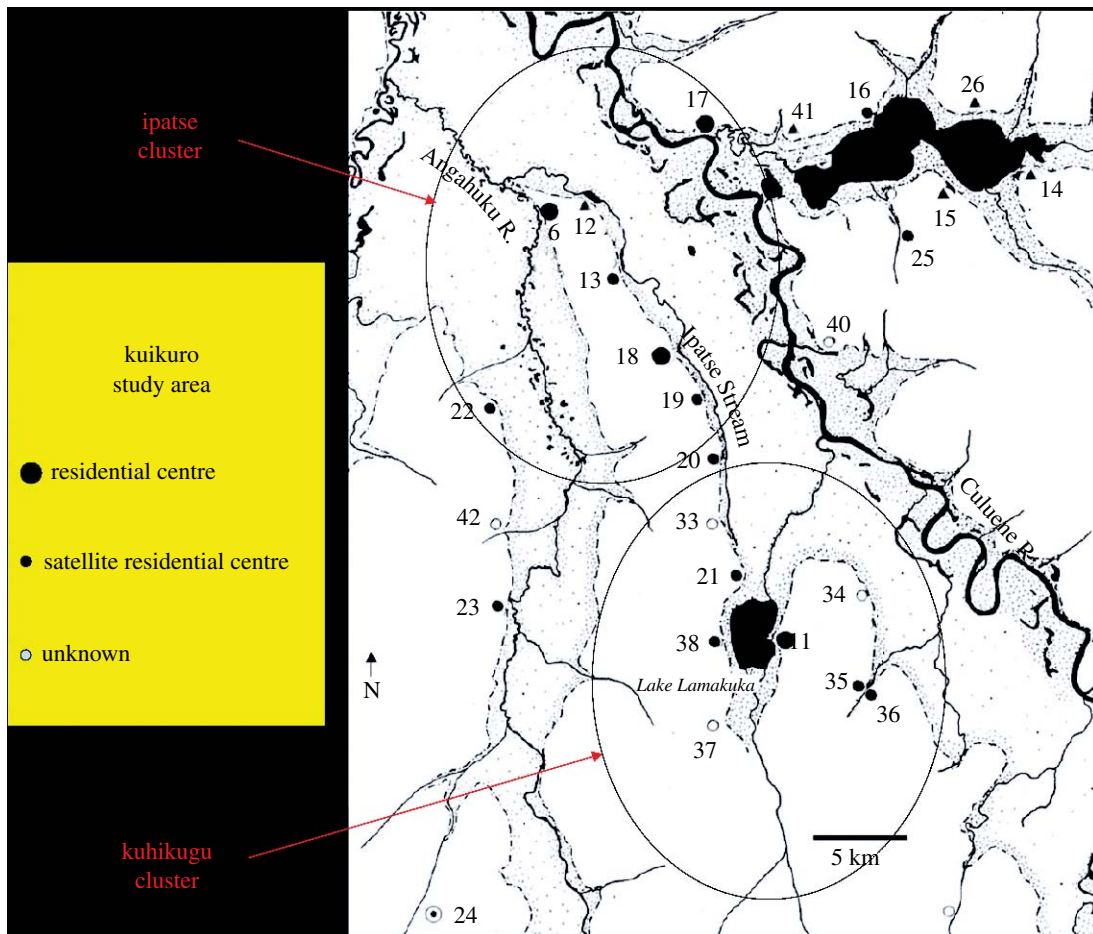 ipatse
cluster
kuikuro
study area
residential centre
satellite residential centre
unknown
kuhikugu
cluster
17
41
16
26
Angahuku R.
6
12
15
14
25
13
40
18
Ipatse Stream
19
22
20
42
33
Culuene R.
21
34
23
38
11
N
Lake Lamakuka
35
36
37
5 km
24